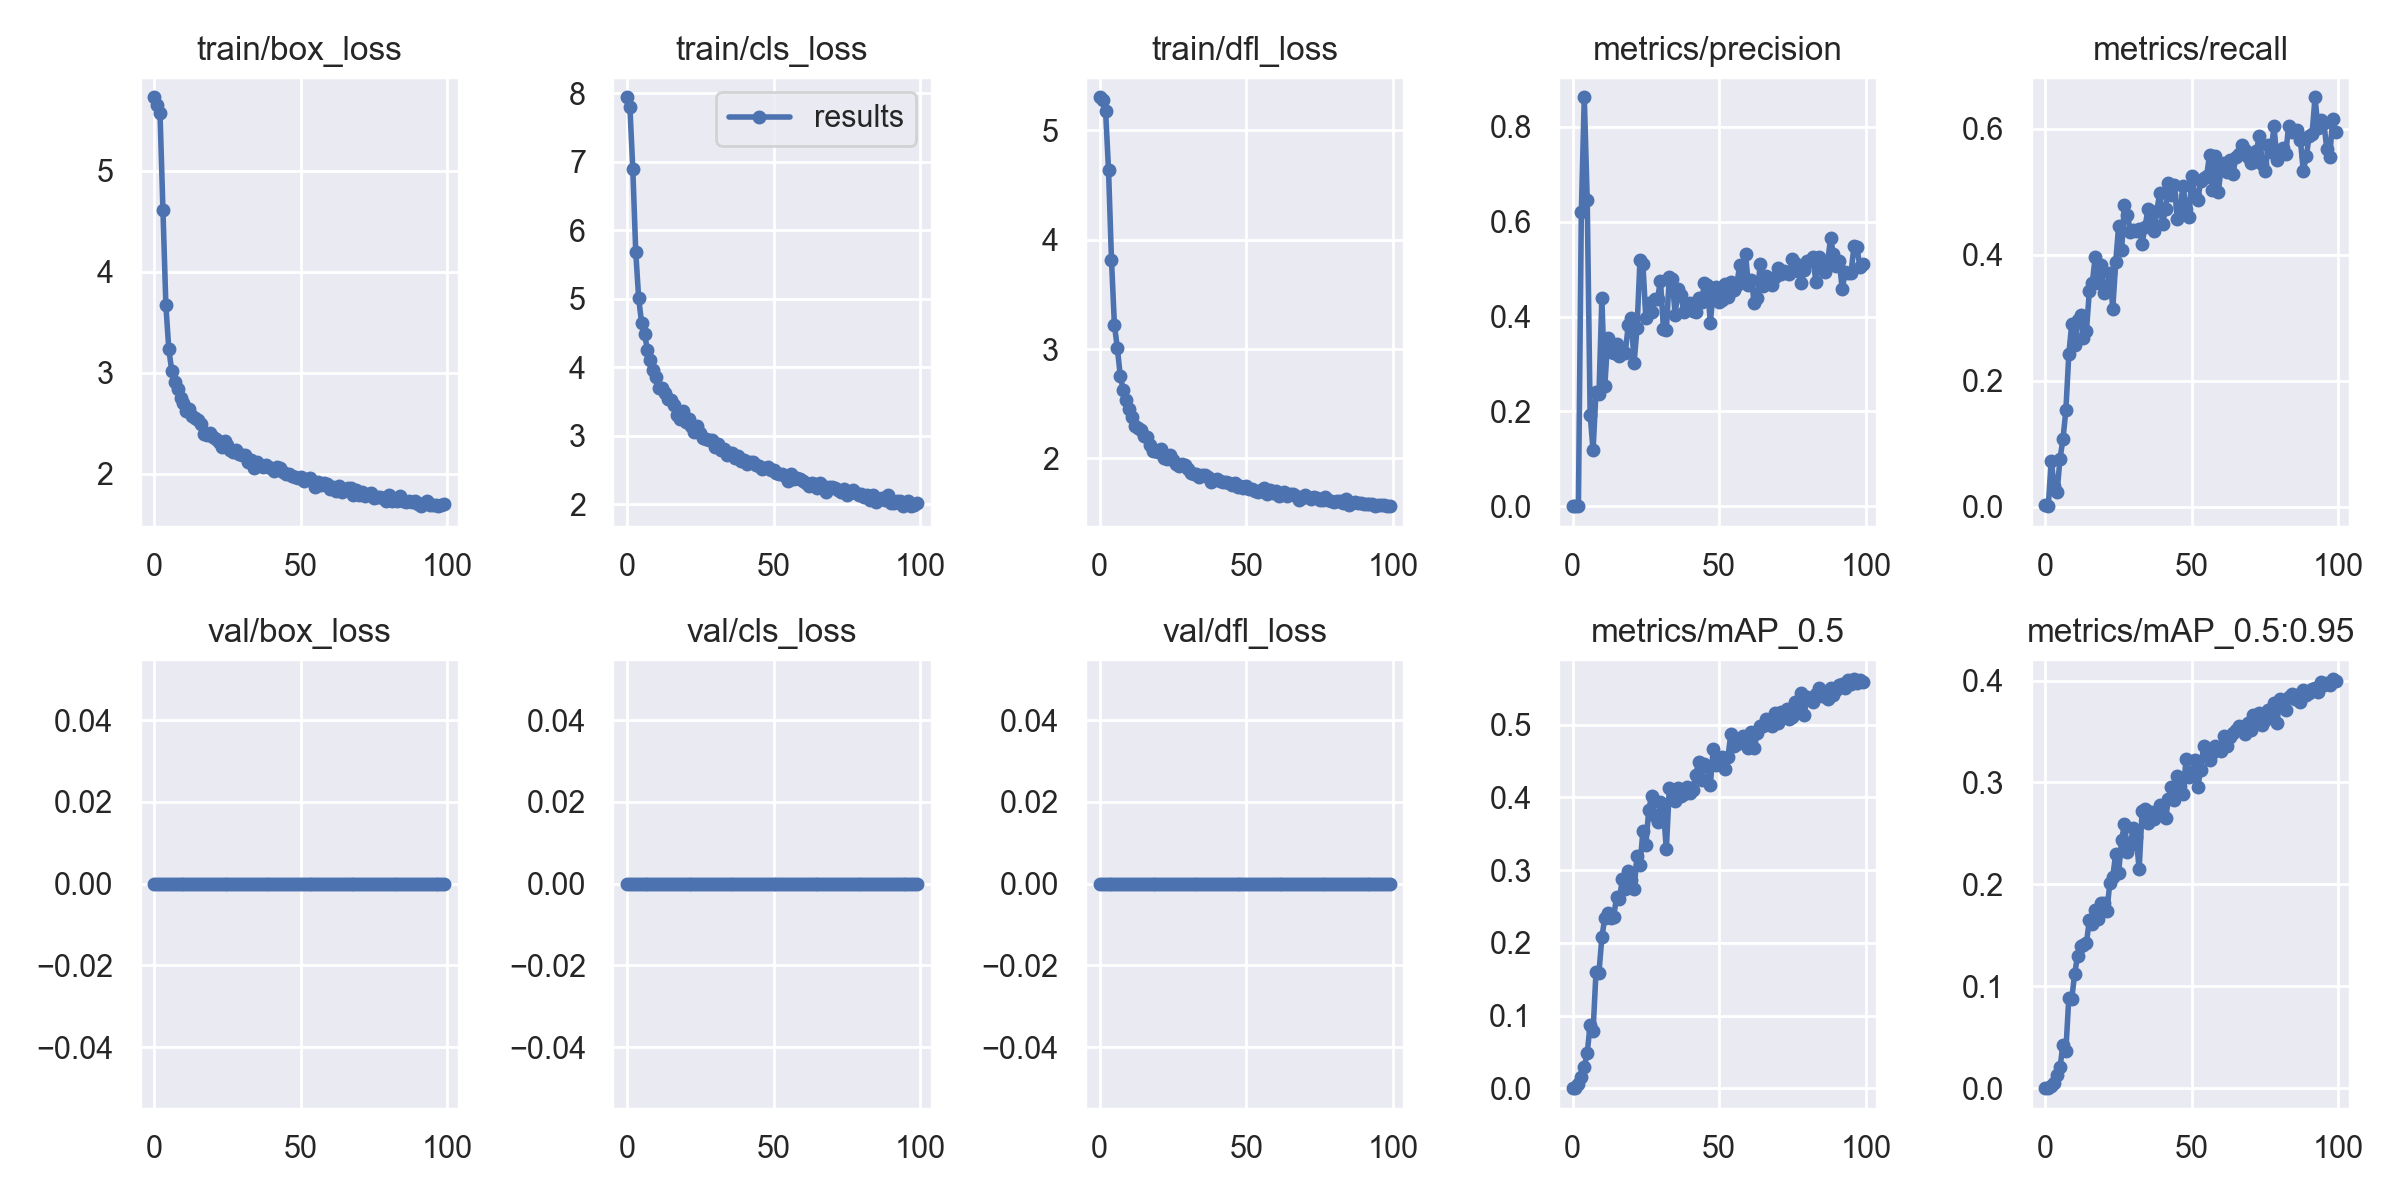 train/box_loss
5
4
3
2
0 50 100
train/cls_loss
results
8
7
6
5
4
3
2
0 50 100
train/dfl_loss
5
4
3
2
0 50 100
metrics/precision
0.8
0.6
0.4
0.2
0.0
0 50 100
metrics/recall
0.6
0.4
0.2
0.0
0 50 100
val/box_loss
0.04
0.02
0.00
−0.02
−0.04
0 50 100
val/cls_loss
0.04
0.02
0.00
−0.02
−0.04
0 50 100
val/dfl_loss
0.04
0.02
0.00
−0.02
−0.04
0 50 100
metrics/mAP_0.5
0.5
0.4
0.3
0.2
0.1
0.0
0 50 100
metrics/mAP_0.5:0.95
0.4
0.3
0.2
0.1
0.0
0 50 100